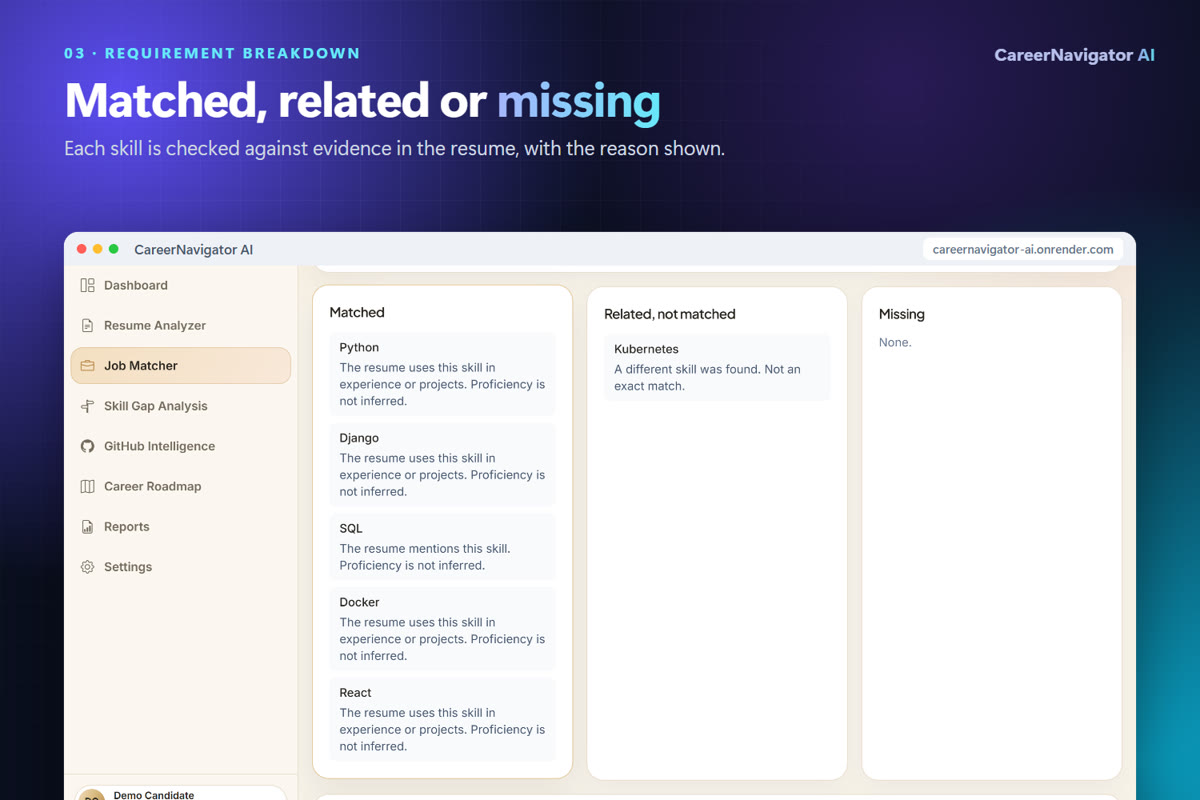 03 · REQUIREMENT BREAKDOWN
CareerNavigator AI
Matched, related or missing
Each skill is checked against evidence in the resume, with the reason shown.
CareerNavigator AI
careernavigator-ai.onrender.com
Dashboard
Resume Analyzer
Job Matcher
Skill Gap Analysis
GitHub Intelligence
Career Roadmap
Reports
Settings
Demo Candidate
Matched
Python
The resume uses this skill in
experience or projects. Proficiency is
not inferred.
Django
The resume uses this skill in
experience or projects. Proficiency is
not inferred.
SQL
The resume mentions this skill.
Proficiency is not inferred.
Docker
The resume uses this skill in
experience or projects. Proficiency is
not inferred.
React
The resume uses this skill in
experience or projects. Proficiency is
not inferred.
Related, not matched
Kubernetes
A different skill was found. Not an
exact match.
Missing
None.